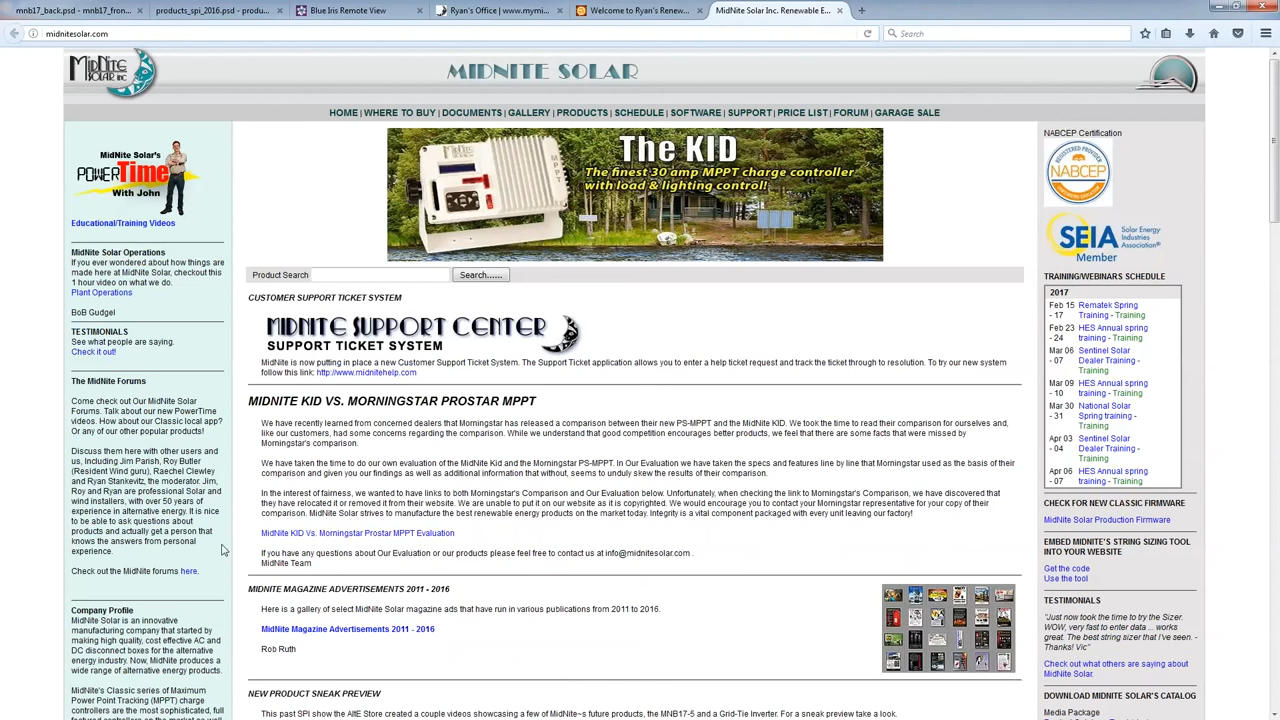 mnb17_back.psd - mnb17_fron...
products_spi_2016.psd - produ...
Blue Iris Remote View
Ryan's Office | www.mymi...
Welcome to Ryan's Renew...
MidNite Solar Inc. Renewable E...
midnitesolar.com
Search
MIDNITE SOLAR INC
MIDNITE SOLAR
HOME | WHERE TO BUY | DOCUMENTS | GALLERY | PRODUCTS | SCHEDULE | SOFTWARE | SUPPORT | PRICE LIST | FORUM | GARAGE SALE
MidNite Solar's
POWERTime
With John
Educational/Training Videos
MidNite Solar Operations
If you ever wondered about how things are
made here at MidNite Solar, checkout this
1 hour video on what we do.
Plant Operations
BoB Gudgel
TESTIMONIALS
See what people are saying.
Check it out!
The MidNite Forums
Come check out Our MidNite Solar
Forums. Talk about our new PowerTime
videos. How about our Classic local app?
Or any of our other popular products!
Discuss them here with other users and
us, Including Jim Parish, Roy Butler
(Resident Wind guru), Raechel Clewley
and Ryan Stankevitz, the moderator. Jim,
Roy and Ryan are professional Solar and
wind installers, with over 50 years of
experience in alternative energy. It is nice
to be able to ask questions about
products and actually get a person that
knows the answers from personal
experience.
Check out the MidNite forums here.
Company Profile
MidNite Solar is an innovative
manufacturing company that started by
making high quality, cost effective AC and
DC disconnect boxes for the alternative
energy industry. Now, MidNite produces a
wide range of alternative energy products.
MidNite's Classic series of Maximum
Power Point Tracking (MPPT) charge
controllers are the most sophisticated, full
The KID
The finest 30 amp MPPT charge controller
with load & lighting control!
Product Search
Search......
CUSTOMER SUPPORT TICKET SYSTEM
MIDNITE SUPPORT CENTER
SUPPORT TICKET SYSTEM
MidNite is now putting in place a new Customer Support Ticket System. The Support Ticket application allows you to enter a help ticket request and track the ticket through to resolution. To try our new system
follow this link: http://www.midnitehelp.com
MIDNITE KID VS. MORNINGSTAR PROSTAR MPPT
We have recently learned from concerned dealers that Morningstar has released a comparison between their new PS-MPPT and the MidNite KID. We took the time to read their comparison for ourselves and,
like our customers, had some concerns regarding the comparison. While we understand that good competition encourages better products, we feel that there are some facts that were missed by
Morningstar's comparison.
We have taken the time to do our own evaluation of the MidNite Kid and the Morningstar PS-MPPT. In Our Evaluation we have taken the specs and features line by line that Morningstar used as the basis of their
comparison and given you our findings as well as additional information that without, seems to unduly skew the results of their comparison.
In the interest of fairness, we wanted to have links to both Morningstar's Comparison and Our Evaluation below. Unfortunately, when checking the link to Morningstar's Comparison, we have discovered that
they have relocated it or removed it from their website. We are unable to put it on our website as it is copyrighted. We would encourage you to contact your Morningstar representative for your copy of their
comparison. MidNite Solar strives to manufacture the best renewable energy products on the market today. Integrity is a vital component packaged with every unit leaving our factory!
MidNite KID Vs. Morningstar Prostar MPPT Evaluation
If you have any questions about Our Evaluation or our products please feel free to contact us at info@midnitesolar.com .
MidNite Team
MIDNITE MAGAZINE ADVERTISEMENTS 2011 - 2016
Here is a gallery of select MidNite Solar magazine ads that have run in various publications from 2011 to 2016.
MidNite Magazine Advertisements 2011 - 2016
Rob Ruth
NEW PRODUCT SNEAK PREVIEW
This past SPI show the AltE Store created a couple videos showcasing a few of MidNite~s future products, the MNB17-5 and a Grid-Tie Inverter. For a sneak preview take a look.
NABCEP Certification
NABCEP
SEIA Solar Energy
Industries
Association®
Member
TRAINING/WEBINARS SCHEDULE
2017
Feb 15 Rematek Spring
- 17 Training - Training
Feb 23 HES Annual spring
- 24 training - Training
Mar 06 Sentinel Solar
- 07 Dealer Training -
Training
Mar 09 HES Annual spring
- 10 training - Training
Mar 30 National Solar
- 31 Spring training -
Training
Apr 03 Sentinel Solar
- 04 Dealer Training -
Training
Apr 06 HES Annual spring
- 07 training - Training
CHECK FOR NEW CLASSIC FIRMWARE
MidNite Solar Production Firmware
EMBED MIDNITE'S STRING SIZING TOOL
INTO YOUR WEBSITE
Get the code
Use the tool
TESTIMONIALS
"Just now took the time to try the Sizer.
WOW, very fast to enter data ... works
great. The best string sizer that I've seen. -
Thanks! Vic"
Check out what others are saying about
MidNite Solar.
DOWNLOAD MIDNITE SOLAR'S CATALOG
Media Package